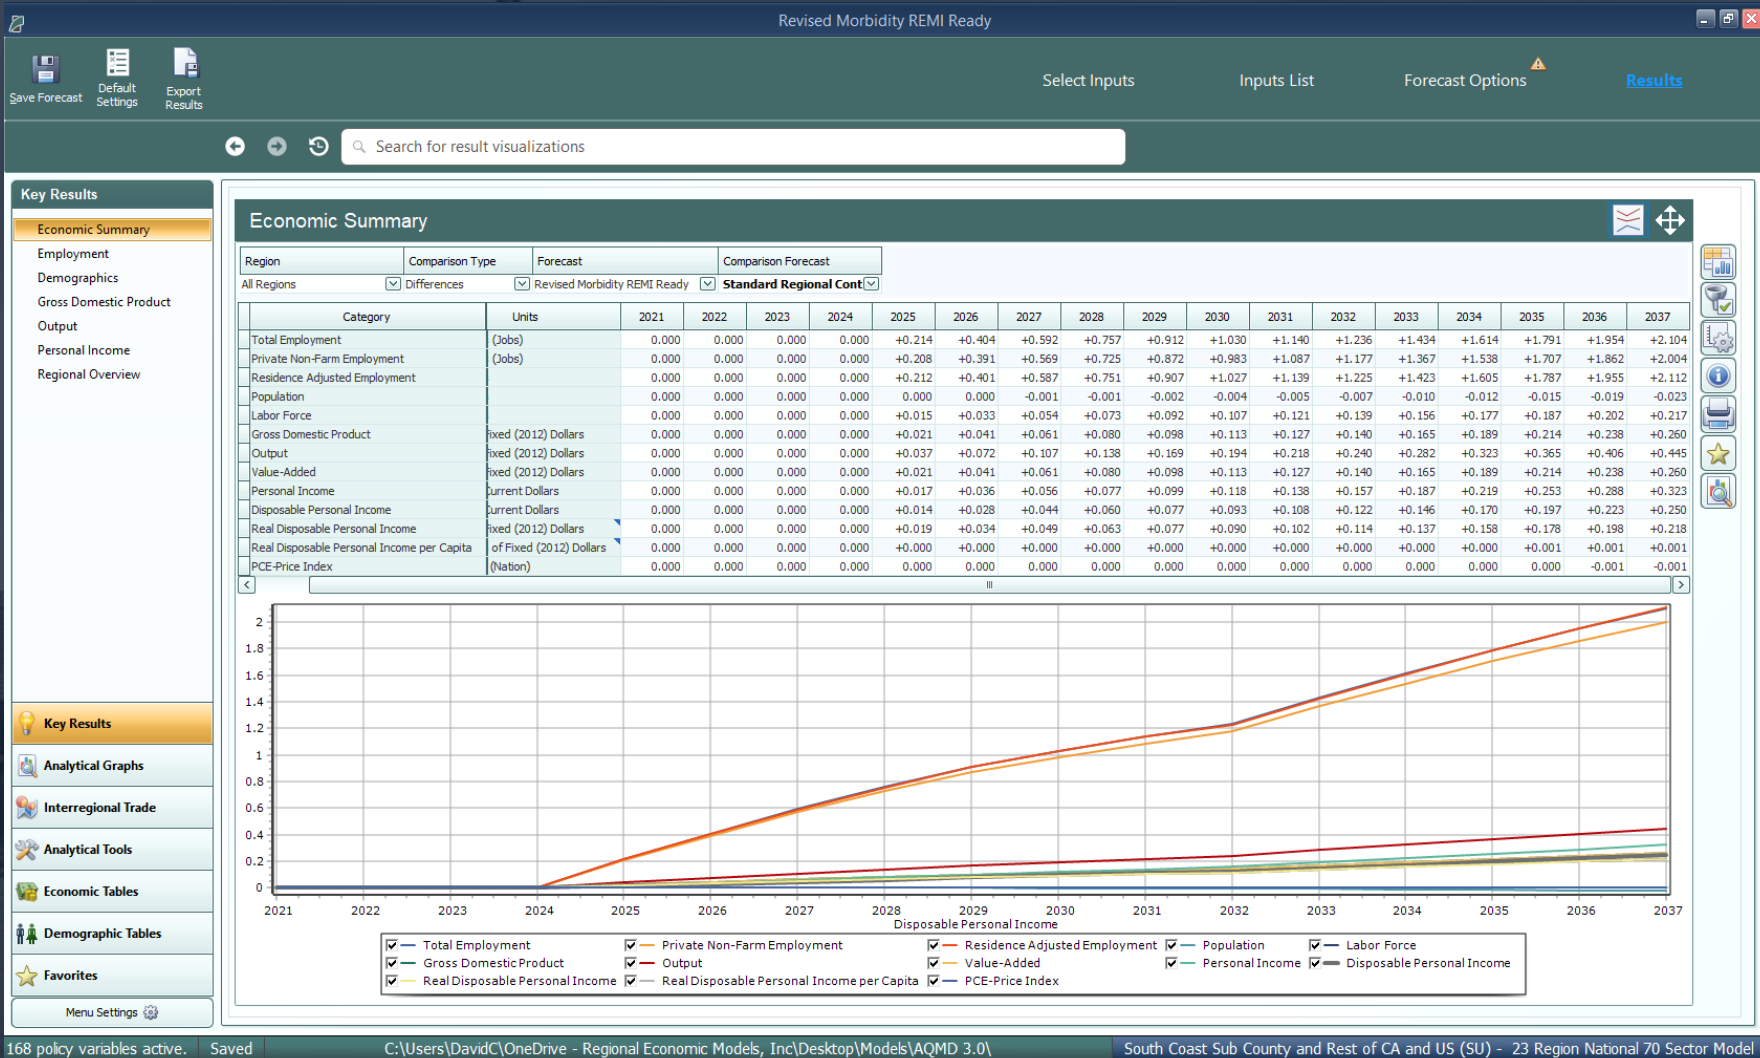 Revised Morbidity REMI Ready
Save Forecast
Default Settings
Export Results
Select Inputs
Inputs List
Forecast Options
Results
Search for result visualizations
Key Results
Economic Summary
Employment
Demographics
Gross Domestic Product
Output
Personal Income
Regional Overview
Key Results
Analytical Graphs
Interregional Trade
Analytical Tools
Economic Tables
Demographic Tables
Favorites
Menu Settings
Economic Summary
Region Comparison Type Forecast Comparison Forecast
All Regions Differences Revised Morbidity REMI Ready Standard Regional Cont
Category Units 2021 2022 2023 2024 2025 2026 2027 2028 2029 2030 2031 2032 2033 2034 2035 2036 2037
Total Employment (Jobs) 0.000 0.000 0.000 0.000 +0.214 +0.404 +0.592 +0.757 +0.912 +1.030 +1.140 +1.236 +1.434 +1.614 +1.791 +1.954 +2.104
Private Non-Farm Employment (Jobs) 0.000 0.000 0.000 0.000 +0.208 +0.391 +0.569 +0.725 +0.872 +0.983 +1.087 +1.177 +1.367 +1.538 +1.707 +1.862 +2.004
Residence Adjusted Employment 0.000 0.000 0.000 0.000 +0.212 +0.401 +0.587 +0.751 +0.907 +1.027 +1.139 +1.225 +1.423 +1.605 +1.787 +1.955 +2.112
Population 0.000 0.000 0.000 0.000 0.000 0.000 -0.001 -0.001 -0.002 -0.004 -0.005 -0.007 -0.010 -0.012 -0.015 -0.019 -0.023
Labor Force 0.000 0.000 0.000 0.000 +0.015 +0.033 +0.054 +0.073 +0.092 +0.107 +0.121 +0.139 +0.156 +0.177 +0.187 +0.202 +0.217
Gross Domestic Product fixed (2012) Dollars 0.000 0.000 0.000 0.000 +0.021 +0.041 +0.061 +0.080 +0.098 +0.113 +0.127 +0.140 +0.165 +0.189 +0.214 +0.238 +0.260
Output fixed (2012) Dollars 0.000 0.000 0.000 0.000 +0.037 +0.072 +0.107 +0.138 +0.169 +0.194 +0.218 +0.240 +0.282 +0.323 +0.365 +0.406 +0.445
Value-Added fixed (2012) Dollars 0.000 0.000 0.000 0.000 +0.021 +0.041 +0.061 +0.080 +0.098 +0.113 +0.127 +0.140 +0.165 +0.189 +0.214 +0.238 +0.260
Personal Income Current Dollars 0.000 0.000 0.000 0.000 +0.017 +0.036 +0.056 +0.077 +0.099 +0.118 +0.138 +0.157 +0.187 +0.219 +0.253 +0.288 +0.323
Disposable Personal Income Current Dollars 0.000 0.000 0.000 0.000 +0.014 +0.028 +0.044 +0.060 +0.077 +0.093 +0.108 +0.122 +0.146 +0.170 +0.197 +0.223 +0.250
Real Disposable Personal Income fixed (2012) Dollars 0.000 0.000 0.000 0.000 +0.019 +0.034 +0.049 +0.063 +0.077 +0.090 +0.102 +0.114 +0.137 +0.158 +0.178 +0.198 +0.218
Real Disposable Personal Income per Capita of Fixed (2012) Dollars 0.000 0.000 0.000 0.000 +0.000 +0.000 +0.000 +0.000 +0.000 +0.000 +0.000 +0.000 +0.000 +0.000 +0.001 +0.001 +0.001
PCE-Price Index (Nation) 0.000 0.000 0.000 0.000 0.000 0.000 0.000 0.000 0.000 0.000 0.000 0.000 0.000 0.000 0.000 -0.001 -0.001
2
1.8
1.6
1.4
1.2
1
0.8
0.6
0.4
0.2
0
2021 2022 2023 2024 2025 2026 2027 2028 2029 2030 2031 2032 2033 2034 2035 2036 2037
Disposable Personal Income
Total Employment Private Non-Farm Employment Residence Adjusted Employment Population Labor Force
Gross Domestic Product Output Value-Added Personal Income Disposable Personal Income
Real Disposable Personal Income Real Disposable Personal Income per Capita PCE-Price Index
168 policy variables active. Saved C:\Users\DavidC\OneDrive - Regional Economic Models, Inc\Desktop\Models\AQMD 3.0\ South Coast Sub County and Rest of CA and US (SU) - 23 Region National 70 Sector Model